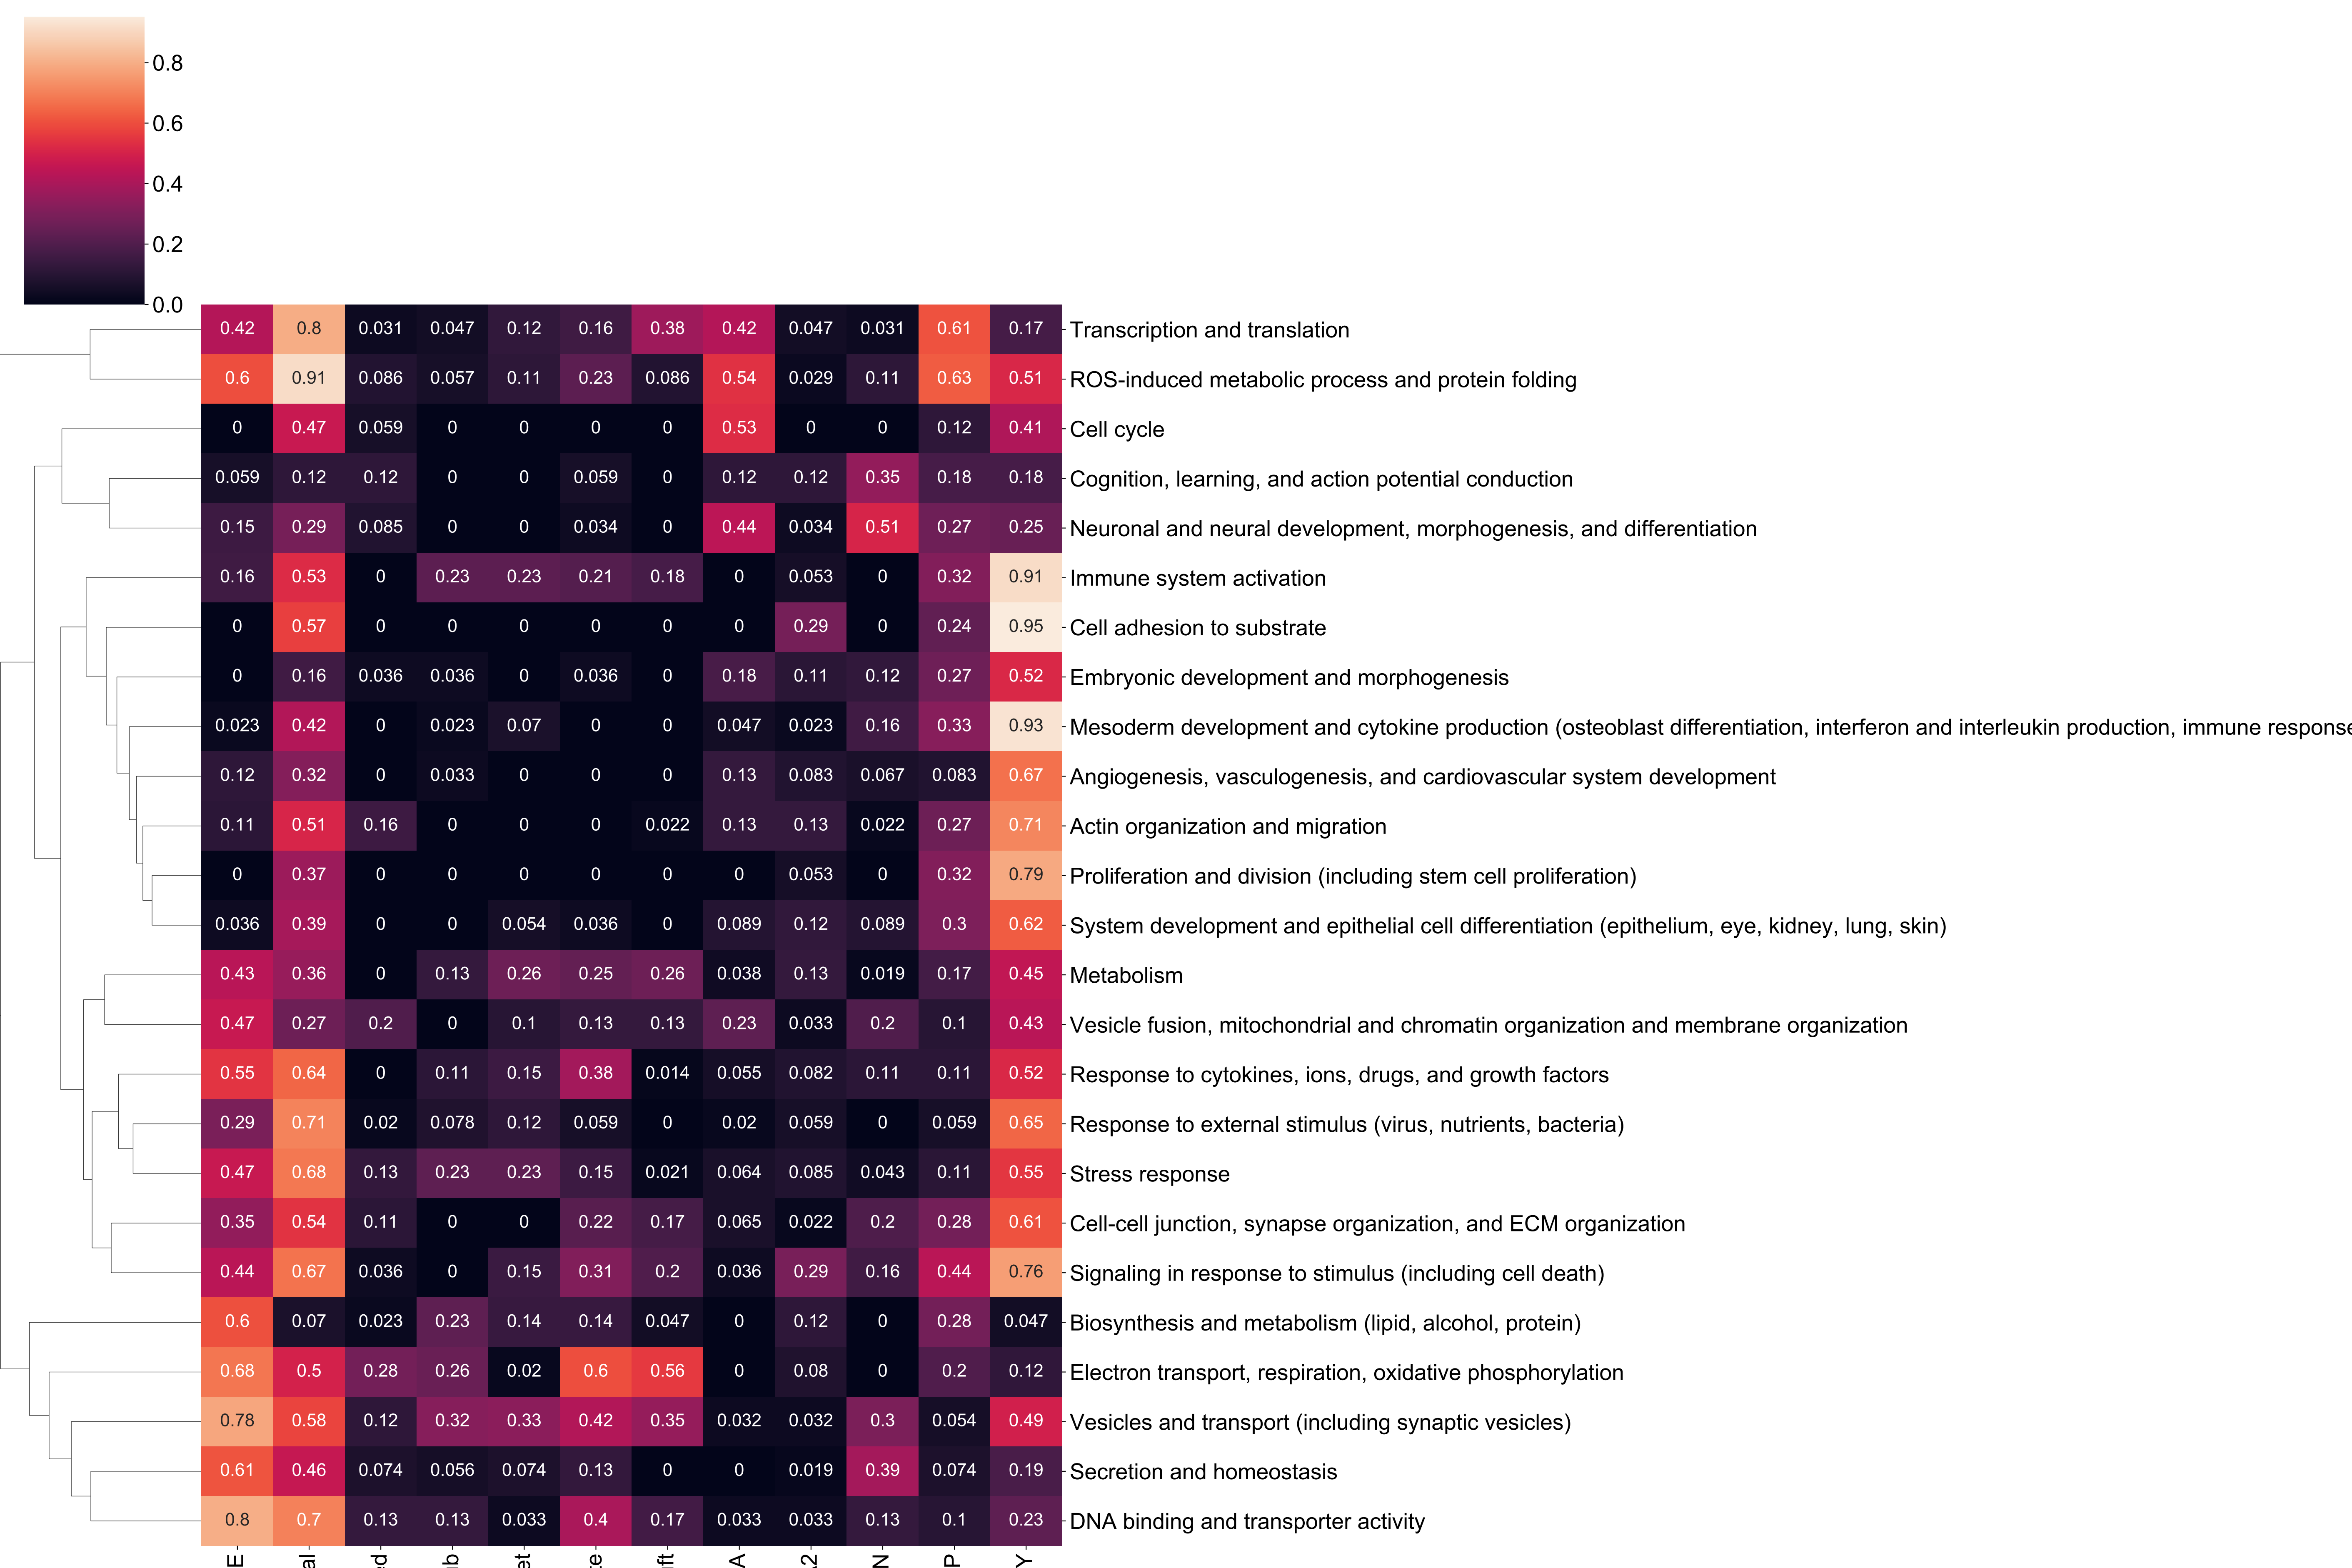 0.8
0.6
0.4
0.2
0.0
0.42 0.8 0.031 0.047 0.12 0.16 0.38 0.42 0.047 0.031 0.61 0.17 Transcription and translation
0.6 0.91 0.086 0.057 0.11 0.23 0.086 0.54 0.029 0.11 0.63 0.51 ROS-induced metabolic process and protein folding
0 0.47 0.059 0 0 0 0 0.53 0 0 0.12 0.41 Cell cycle
0.059 0.12 0.12 0 0 0.059 0 0.12 0.12 0.35 0.18 0.18 Cognition, learning, and action potential conduction
0.15 0.29 0.085 0 0 0.034 0 0.44 0.034 0.51 0.27 0.25 Neuronal and neural development, morphogenesis, and differentiation
0.16 0.53 0 0.23 0.23 0.21 0.18 0 0.053 0 0.32 0.91 Immune system activation
0 0.57 0 0 0 0 0 0 0.29 0 0.24 0.95 Cell adhesion to substrate
0 0.16 0.036 0.036 0 0.036 0 0.18 0.11 0.12 0.27 0.52 Embryonic development and morphogenesis
0.023 0.42 0 0.023 0.07 0 0 0.047 0.023 0.16 0.33 0.93 Mesoderm development and cytokine production (osteoblast differentiation, interferon and interleukin production, immune response
0.12 0.32 0 0.033 0 0 0 0.13 0.083 0.067 0.083 0.67 Angiogenesis, vasculogenesis, and cardiovascular system development
0.11 0.51 0.16 0 0 0 0.022 0.13 0.13 0.022 0.27 0.71 Actin organization and migration
0 0.37 0 0 0 0 0 0 0.053 0 0.32 0.79 Proliferation and division (including stem cell proliferation)
0.036 0.39 0 0 0.054 0.036 0 0.089 0.12 0.089 0.3 0.62 System development and epithelial cell differentiation (epithelium, eye, kidney, lung, skin)
0.43 0.36 0 0.13 0.26 0.25 0.26 0.038 0.13 0.019 0.17 0.45 Metabolism
0.47 0.27 0.2 0 0.1 0.13 0.13 0.23 0.033 0.2 0.1 0.43 Vesicle fusion, mitochondrial and chromatin organization and membrane organization
0.55 0.64 0 0.11 0.15 0.38 0.014 0.055 0.082 0.11 0.11 0.52 Response to cytokines, ions, drugs, and growth factors
0.29 0.71 0.02 0.078 0.12 0.059 0 0.02 0.059 0 0.059 0.65 Response to external stimulus (virus, nutrients, bacteria)
0.47 0.68 0.13 0.23 0.23 0.15 0.021 0.064 0.085 0.043 0.11 0.55 Stress response
0.35 0.54 0.11 0 0 0.22 0.17 0.065 0.022 0.2 0.28 0.61 Cell-cell junction, synapse organization, and ECM organization
0.44 0.67 0.036 0 0.15 0.31 0.2 0.036 0.29 0.16 0.44 0.76 Signaling in response to stimulus (including cell death)
0.6 0.07 0.023 0.23 0.14 0.14 0.047 0 0.12 0 0.28 0.047 Biosynthesis and metabolism (lipid, alcohol, protein)
0.68 0.5 0.28 0.26 0.02 0.6 0.56 0 0.08 0 0.2 0.12 Electron transport, respiration, oxidative phosphorylation
0.78 0.58 0.12 0.32 0.33 0.42 0.35 0.032 0.032 0.3 0.054 0.49 Vesicles and transport (including synaptic vesicles)
0.61 0.46 0.074 0.056 0.074 0.13 0 0 0.019 0.39 0.074 0.19 Secretion and homeostasis
0.8 0.7 0.13 0.13 0.033 0.4 0.17 0.033 0.033 0.13 0.1 0.23 DNA binding and transporter activity